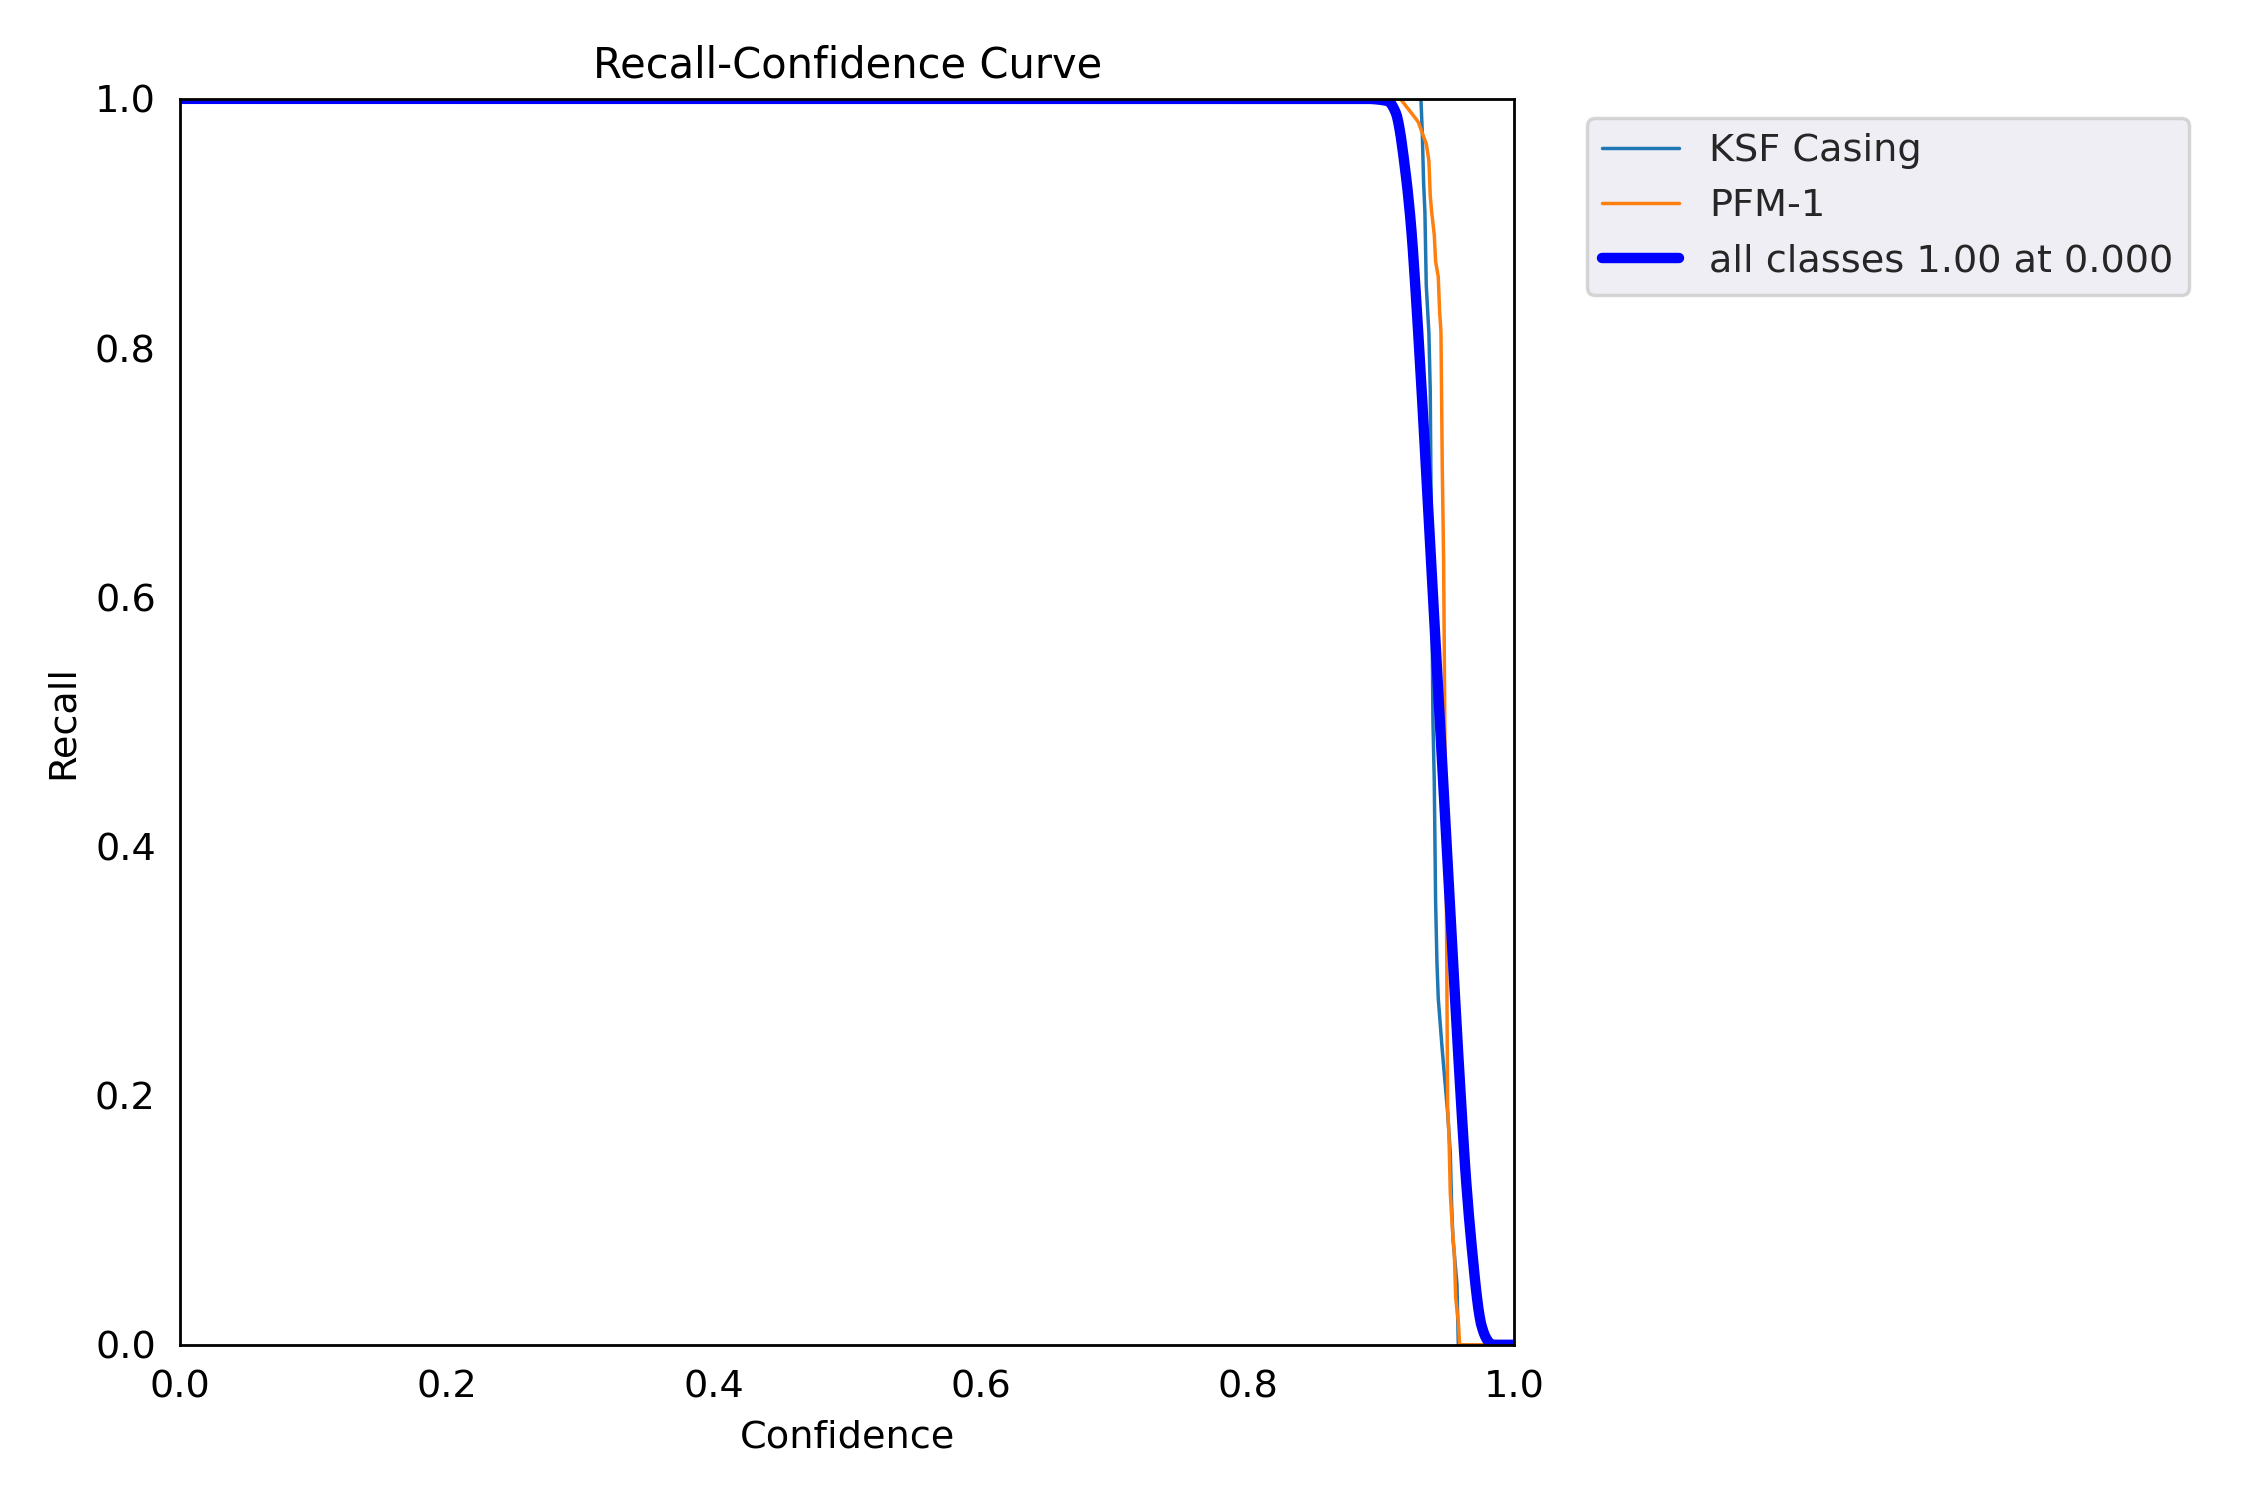 Recall-Confidence Curve
1.0
0.8
0.6
0.4
0.2
0.0
Recall
0.0 0.2 0.4 0.6 0.8 1.0
Confidence
KSF Casing
PFM-1
all classes 1.00 at 0.000